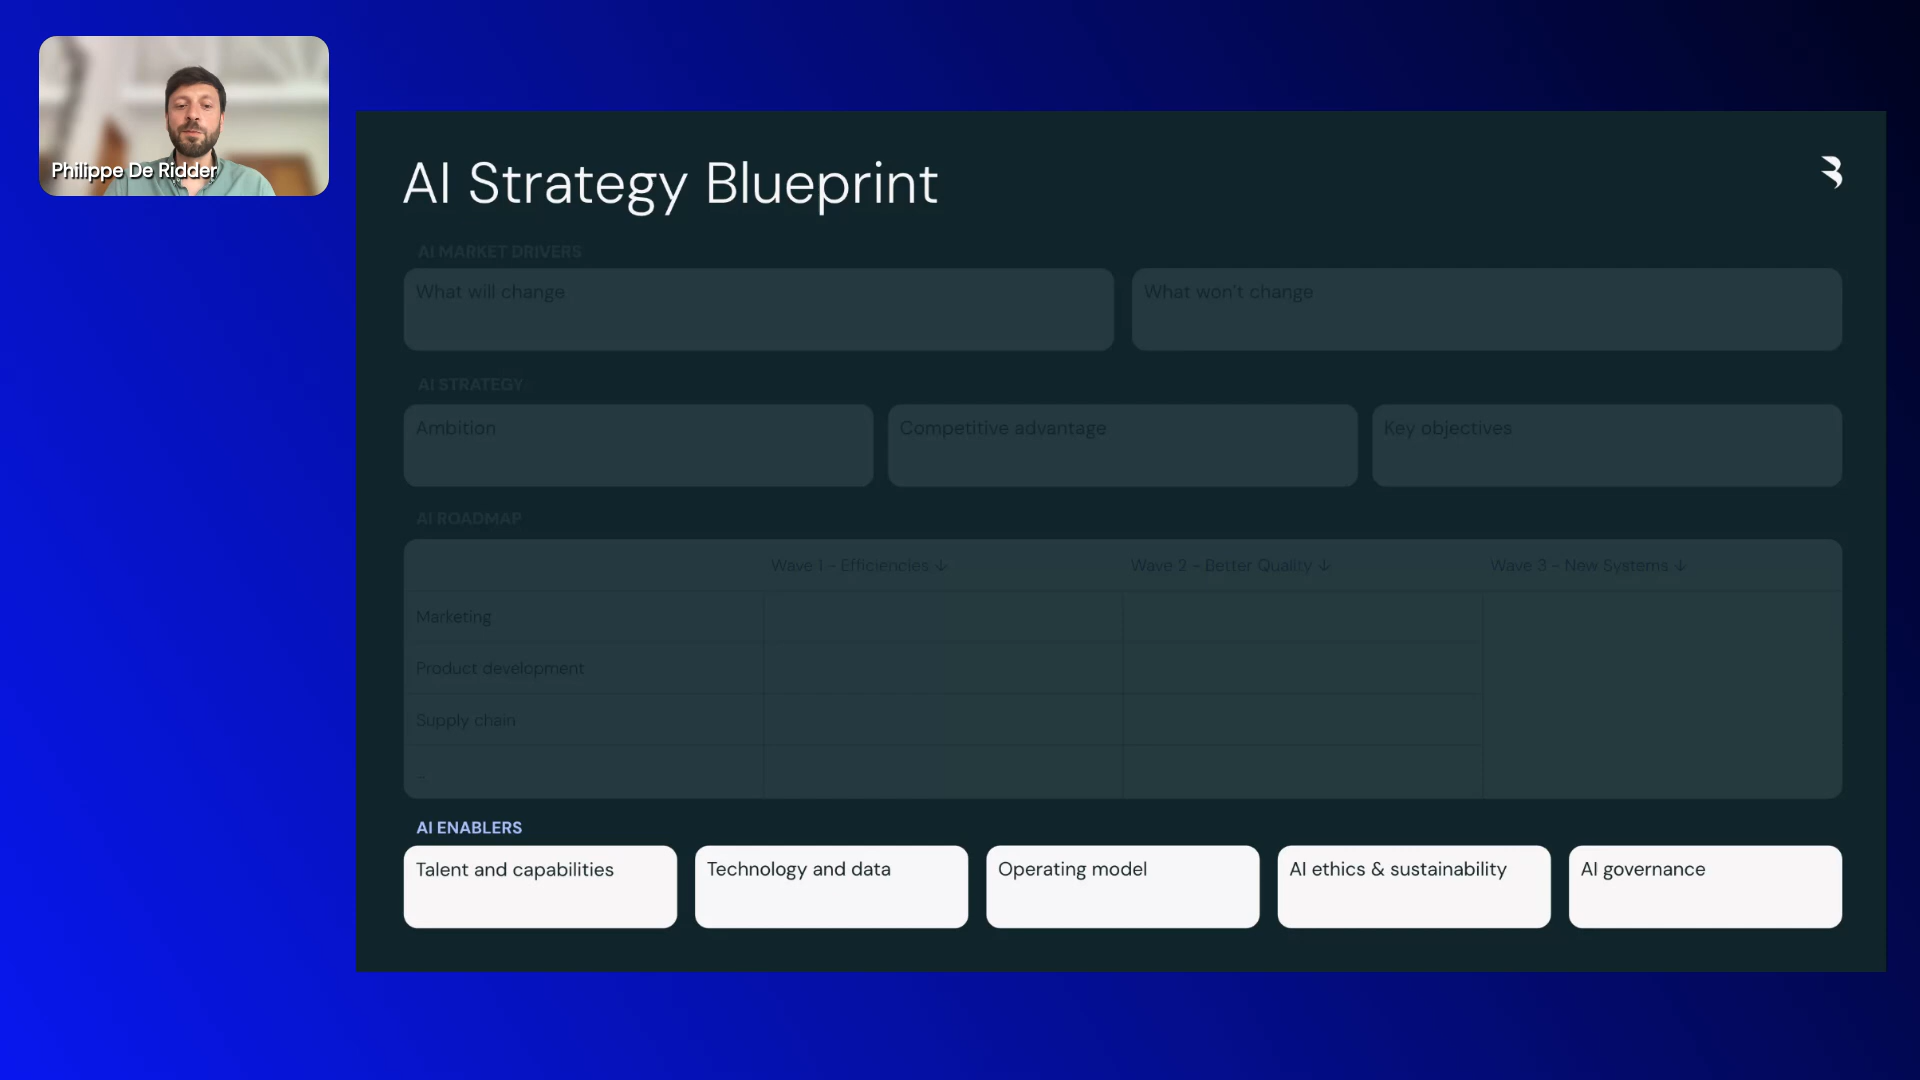 Philippe De Ridder
AI Strategy Blueprint
AI MARKET DRIVERS
What will change
What won't change
AI STRATEGY
Ambition
Competitive advantage
Key objectives
AI ROADMAP
Wave 1 - Efficiencies ↓
Wave 2 - Better Quality ↓
Wave 3 - New Systems ↓
Marketing
Product development
Supply chain
AI ENABLERS
Talent and capabilities
Technology and data
Operating model
AI ethics & sustainability
AI governance